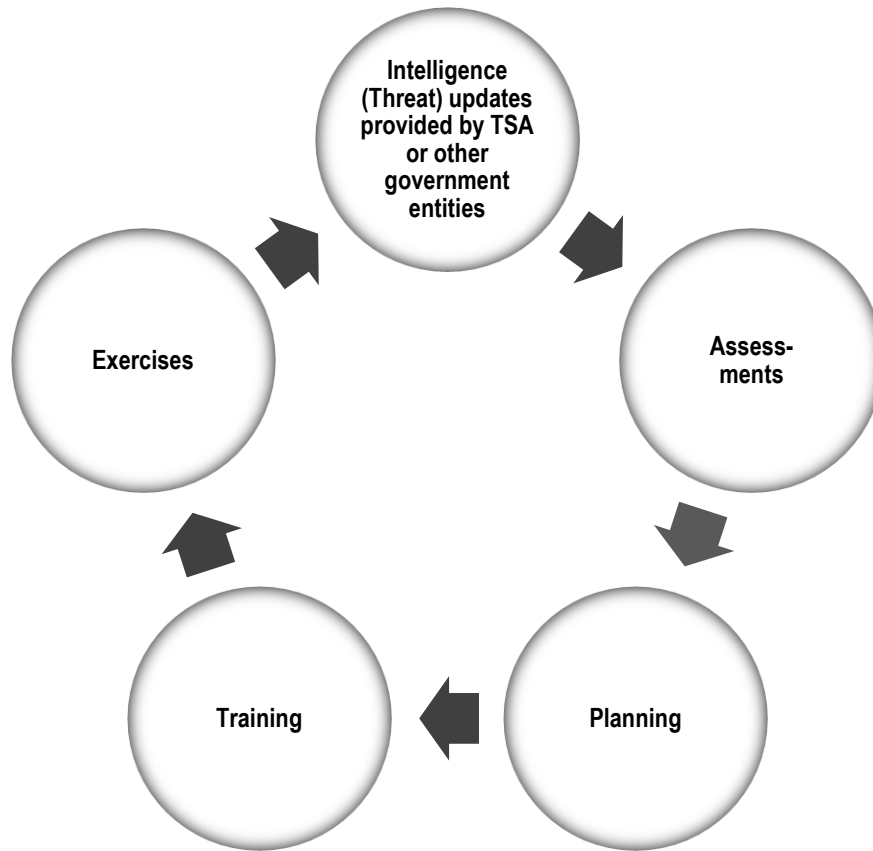 Intelligence
(Threat) updates
provided by TSA
or other
government
entities
Assess-
ments
Planning
Training
Exercises